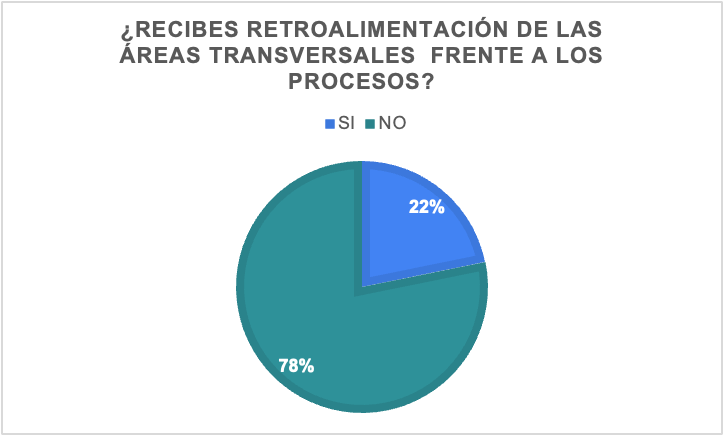 ¿RECIBES RETROALIMENTACIÓN DE LAS
ÁREAS TRANSVERSALES  FRENTE A LOS
PROCESOS?
SI NO
22%
78%